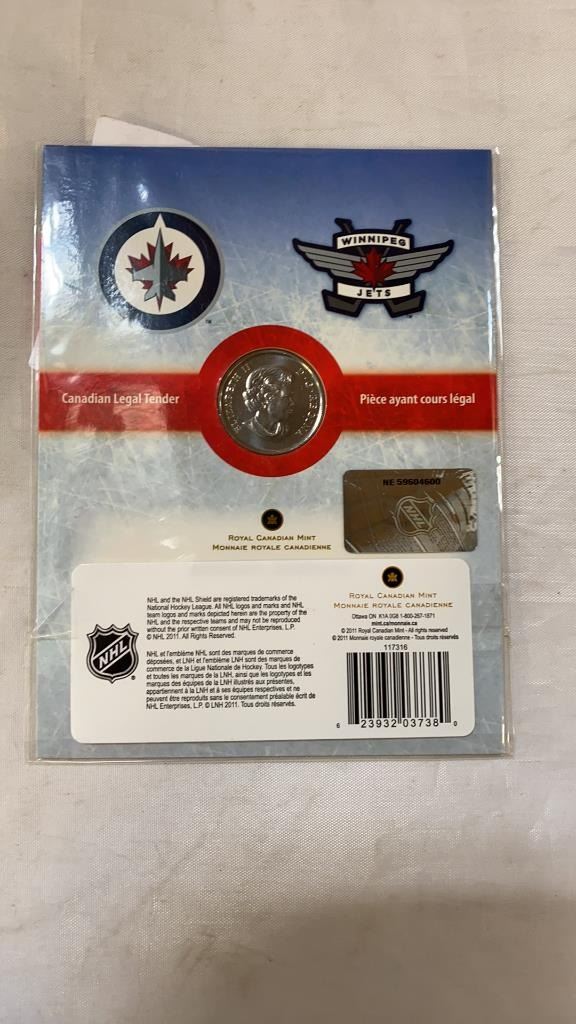 WINNIPEG
JETS
Canadian Legal Tender
ELIZABETH II D·G·REGINA
Pièce ayant cours légal
NE 59604600
NHL
ROYAL CANADIAN MINT
MONNAIE ROYALE CANADIENNE
NHL and the NHL Shield are registered trademarks of the
National Hockey League. All NHL logos and marks and NHL
team logos and marks depicted herein are the property of the
NHL and the respective teams and may not be reproduced
without the prior written consent of NHL Enterprises, L.P.
© NHL 2011. All Rights Reserved.
NHL
NHL et l'emblème NHL sont des marques de commerce
déposées, et LNH et l'emblème LNH sont des marques de
commerce de la Ligue Nationale de Hockey. Tous les logotypes
et toutes les marques de la LNH, ainsi que les logotypes et les
marques des équipes de la LNH illustrés aux présentes,
appartiennent à la LNH et à ses équipes respectives et ne
peuvent être reproduits sans le consentement préalable écrit de
NHL Enterprises, L.P. © LNH 2011. Tous droits réservés.
ROYAL CANADIAN MINT
MONNAIE ROYALE CANADIENNE
Ottawa ON K1A 0G8 1-800-267-1871
mint.ca/monnaie.ca
© 2011 Royal Canadian Mint - All rights reserved
© 2011 Monnaie royale canadienne - Tous droits réservés
117316
6 23932 03738 0